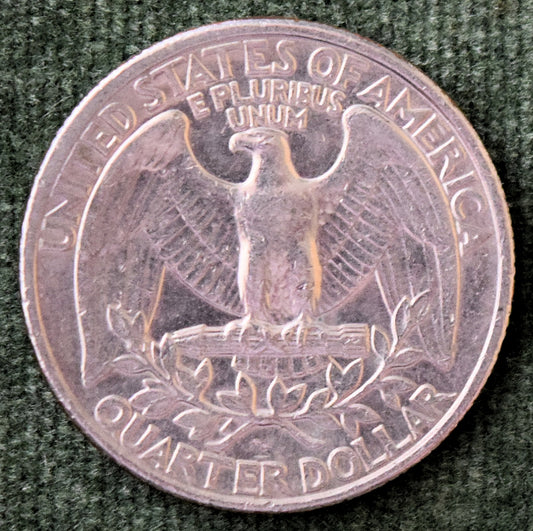 UNITED STATES OF AMERICA
E PLURIBUS
UNUM
QUARTER DOLLAR